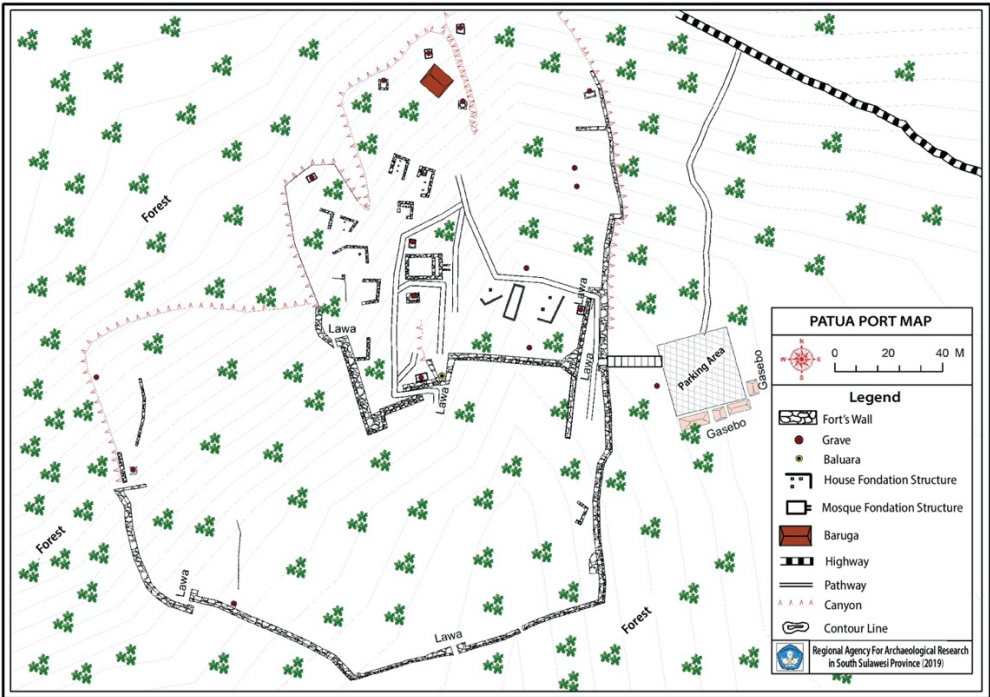 Forest
Lawa
Lawa
Lawa
Lawa
Parking Area
Gasebo
Gasebo
Forest
Lawa
Lawa
Forest
PATUA PORT MAP
N
W E
S
0 20 40 M
Legend
Fort's Wall
Grave
Baluara
House Fondation Structure
Mosque Fondation Structure
Baruga
Highway
Pathway
Canyon
Contour Line
Regional Agency For Archaeological Research
in South Sulawesi Province (2019)